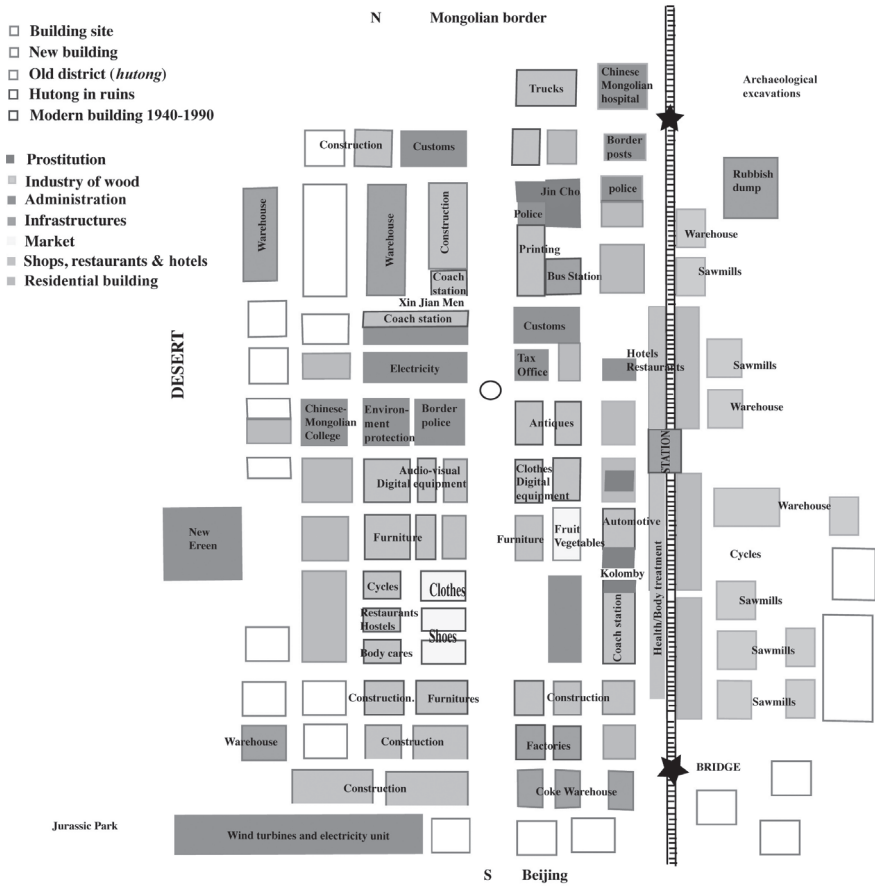 N Mongolian border
Building site
New building
Old district (hutong)
Hutong in ruins
Modern building 1940-1990
Prostitution
Industry of wood
Administration
Infrastructures
Market
Shops, restaurants & hotels
Residential building
Trucks
Chinese
Mongolian
hospital
Archaeological
excavations
Construction
Customs
Border
posts
Rubbish
dump
Warehouse
Warehouse
Construction
Coach
station
Jin Cho
Police
police
Printing
Bus Station
Warehouse
Sawmills
Xin Jian Men
Coach station
Customs
DESERT
Electricity
Tax
Office
Hotels
Restaurants
Sawmills
Warehouse
Chinese-
Mongolian
College
Environ-
ment
protection
Border
police
Antiques
STATION
Audio-visual
Digital equipment
Clothes
Digital
equipment
Warehouse
New
Ereen
Furniture
Furniture
Fruit
Vegetables
Automotive
Cycles
Kolomby
Cycles
Clothes
Restaurants
Hostels
Shoes
Body cares
Coach station
Health/Body treatment
Sawmills
Sawmills
Sawmills
Construction.
Furnitures
Construction
Warehouse
Construction
Factories
BRIDGE
Construction
Coke Warehouse
Jurassic Park
Wind turbines and electricity unit
S Beijing